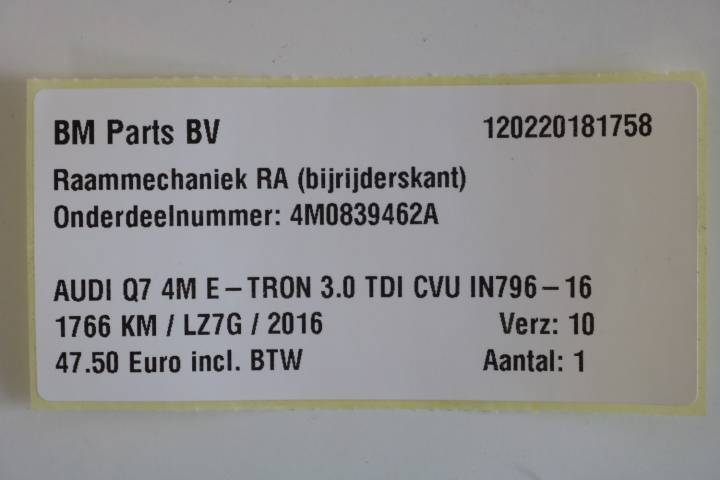 BM Parts BV 120220181758
Raammechaniek RA (bijrijderskant)
Onderdeelnummer: 4M0839462A
AUDI Q7 4M E-TRON 3.0 TDI CVU IN796-16
1766 KM / LZ7G / 2016 Verz: 10
47.50 Euro incl. BTW Aantal: 1